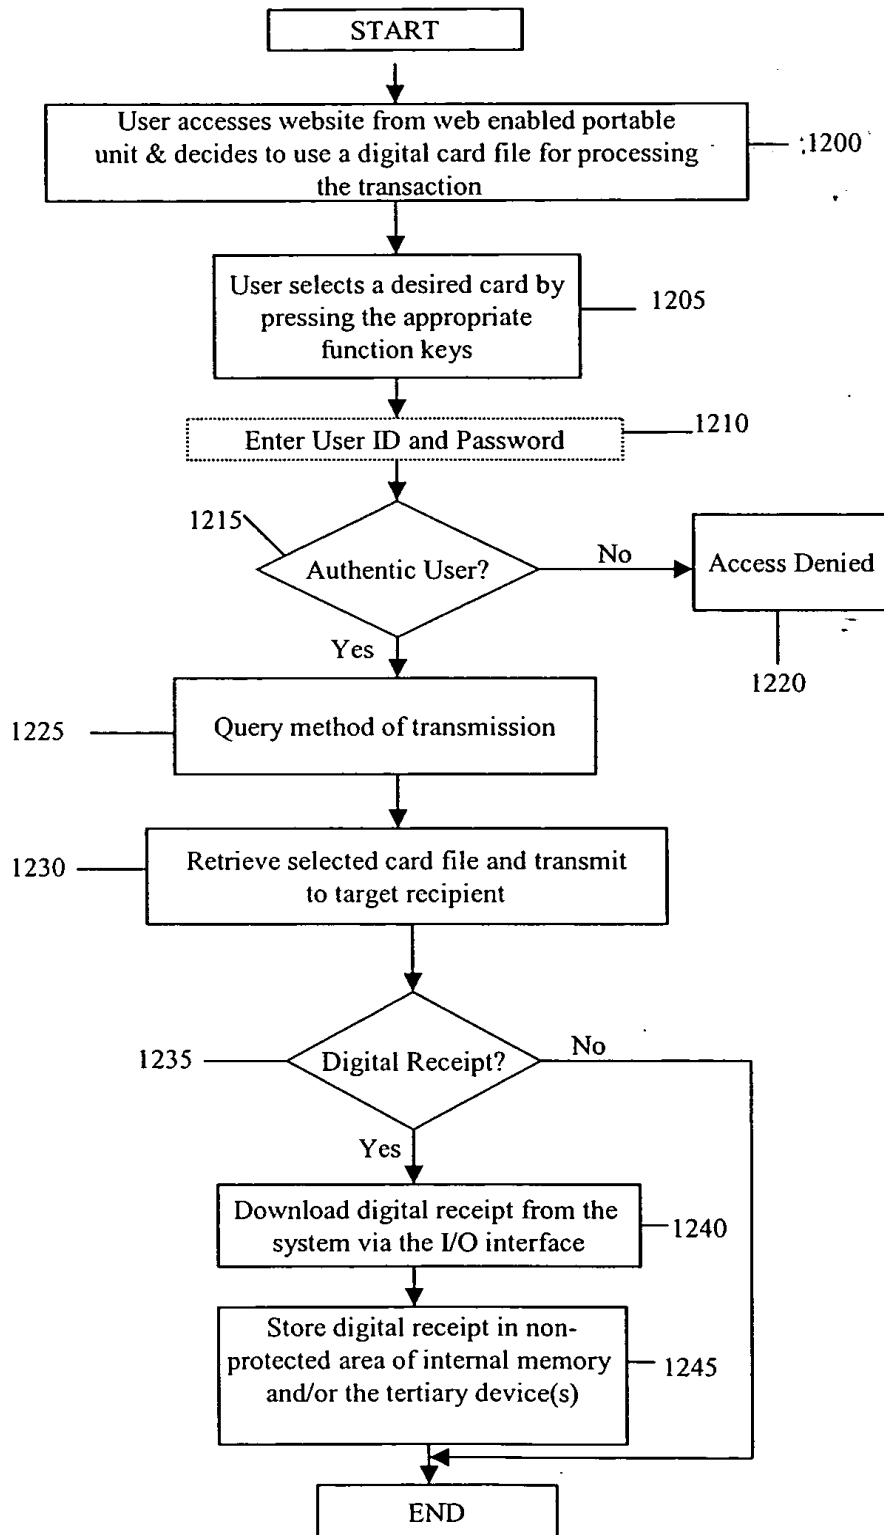 START
User accesses website from web enabled portable
unit & decides to use a digital card file for processing
the transaction
1200
User selects a desired card by
pressing the appropriate
function keys
1205
Enter User ID and Password
1210
1215
Authentic User?
No
Access Denied
1220
Yes
1225
Query method of transmission
1230
Retrieve selected card file and transmit
to target recipient
1235
Digital Receipt?
No
Yes
Download digital receipt from the
system via the I/O interface
1240
Store digital receipt in non-
protected area of internal memory
and/or the tertiary device(s)
1245
END